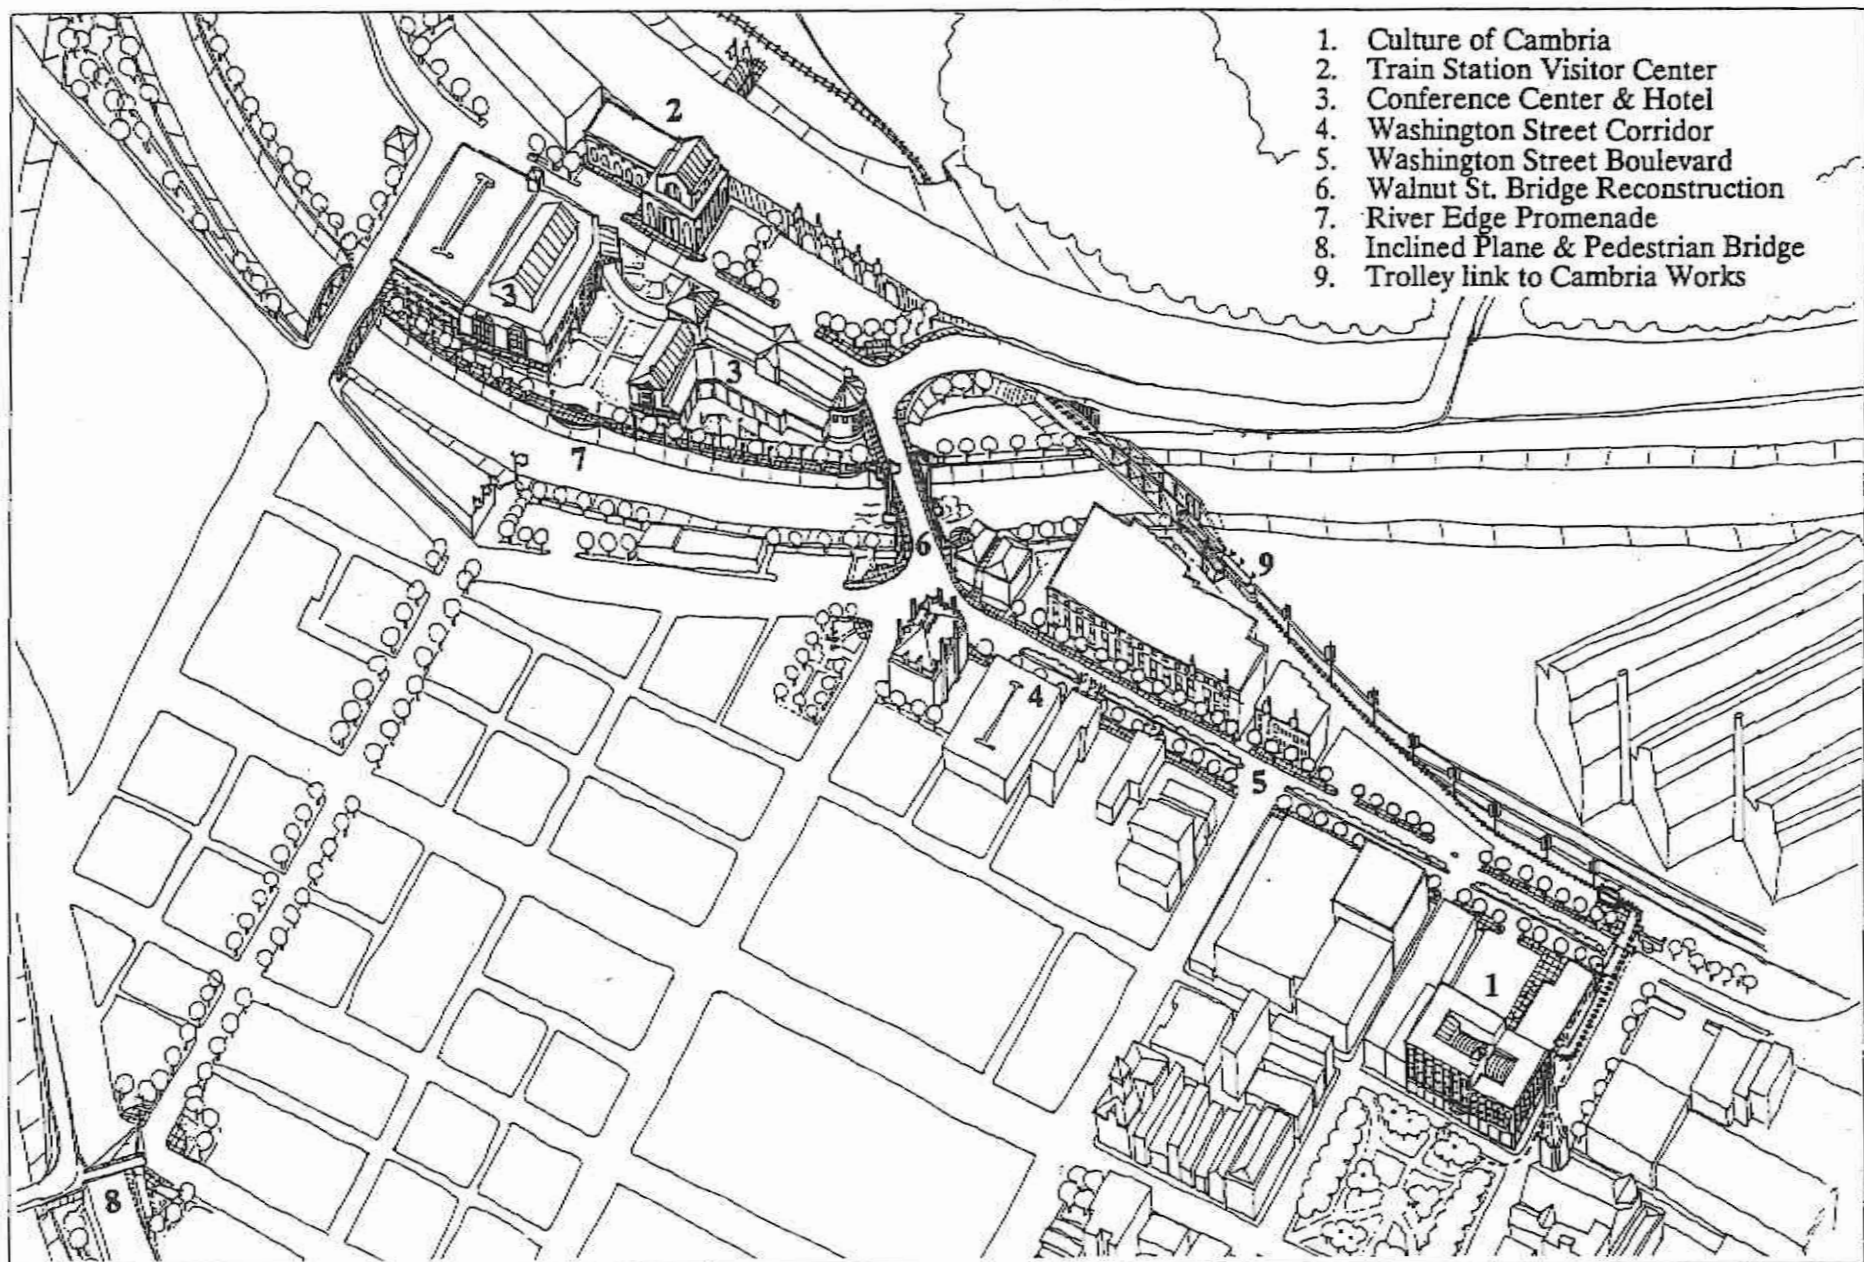 1. Culture of Cambria
2. Train Station Visitor Center
3. Conference Center & Hotel
4. Washington Street Corridor
5. Washington Street Boulevard
6. Walnut St. Bridge Reconstruction
7. River Edge Promenade
8. Inclined Plane & Pedestrian Bridge
9. Trolley link to Cambria Works
2
3
3
7
6
9
4
5
1
8